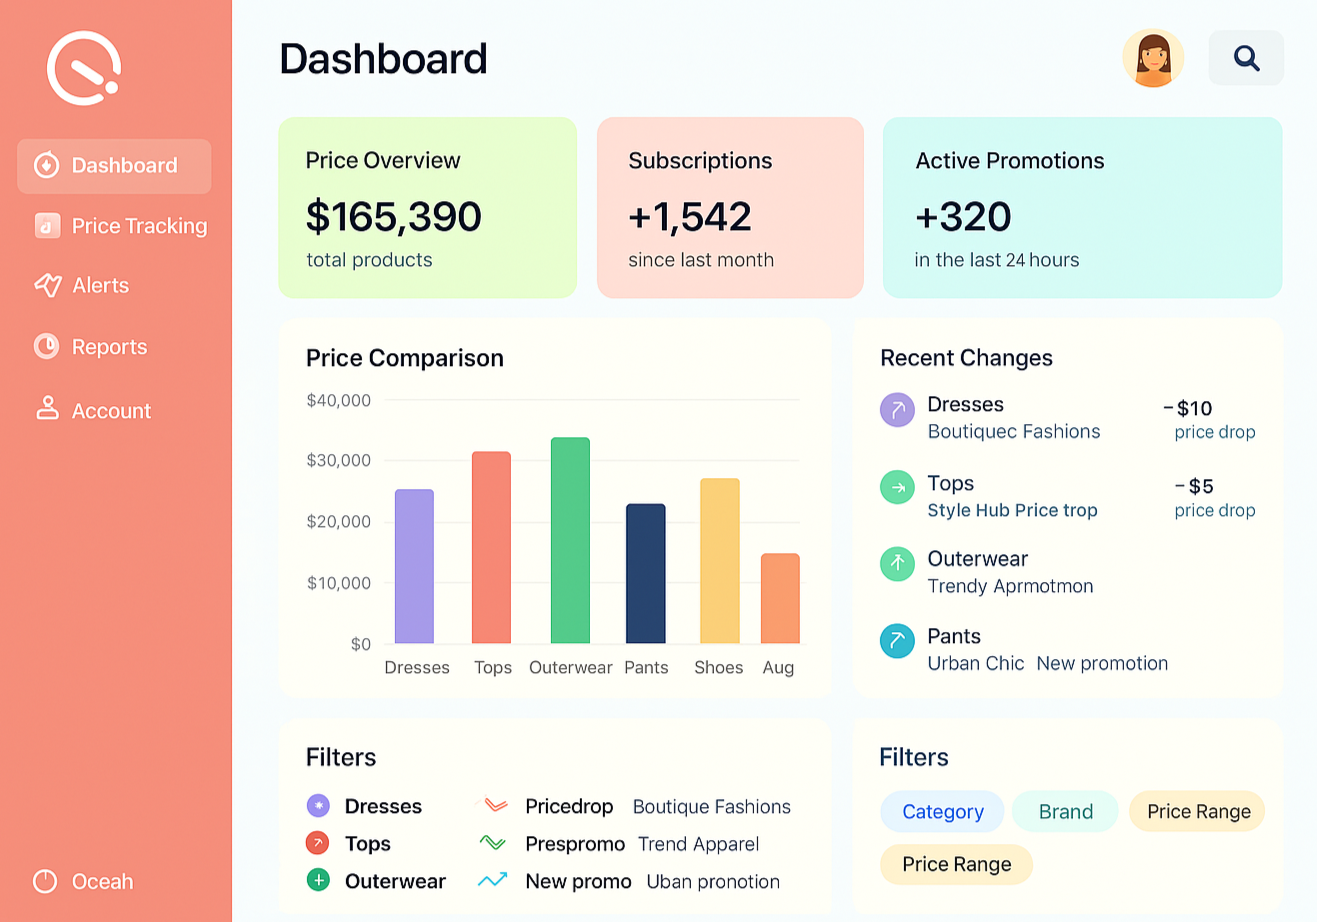 Dashboard
Dashboard
Price Tracking
Alerts
Reports
Account
Oceah
Price Overview
$165,390
total products
Subscriptions
+1,542
since last month
Active Promotions
+320
in the last 24 hours
Price Comparison
$40,000
$30,000
$20,000
$10,000
$0
Dresses Tops Outerwear Pants Shoes Aug
Recent Changes
Dresses −$10
Boutiquec Fashions price drop
Tops −$5
Style Hub Price trop price drop
Outerwear
Trendy Aprmotmon
Pants
Urban Chic New promotion
Filters
Dresses Pricedrop Boutique Fashions
Tops Prespromo Trend Apparel
Outerwear New promo Uban pronotion
Filters
Category Brand Price Range
Price Range